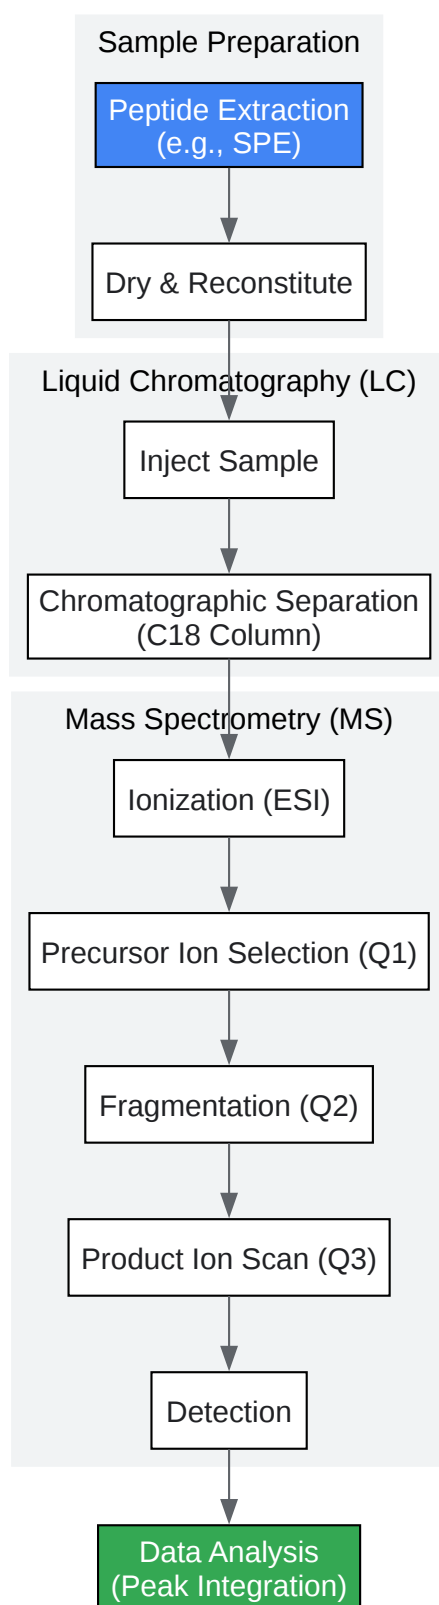 Sample Preparation
Peptide Extraction
(e.g., SPE)
Dry & Reconstitute
Liquid Chromatography (LC)
Inject Sample
Chromatographic Separation
(C18 Column)
Mass Spectrometry (MS)
Ionization (ESI)
Precursor Ion Selection (Q1)
Fragmentation (Q2)
Product Ion Scan (Q3)
Detection
Data Analysis
(Peak Integration)